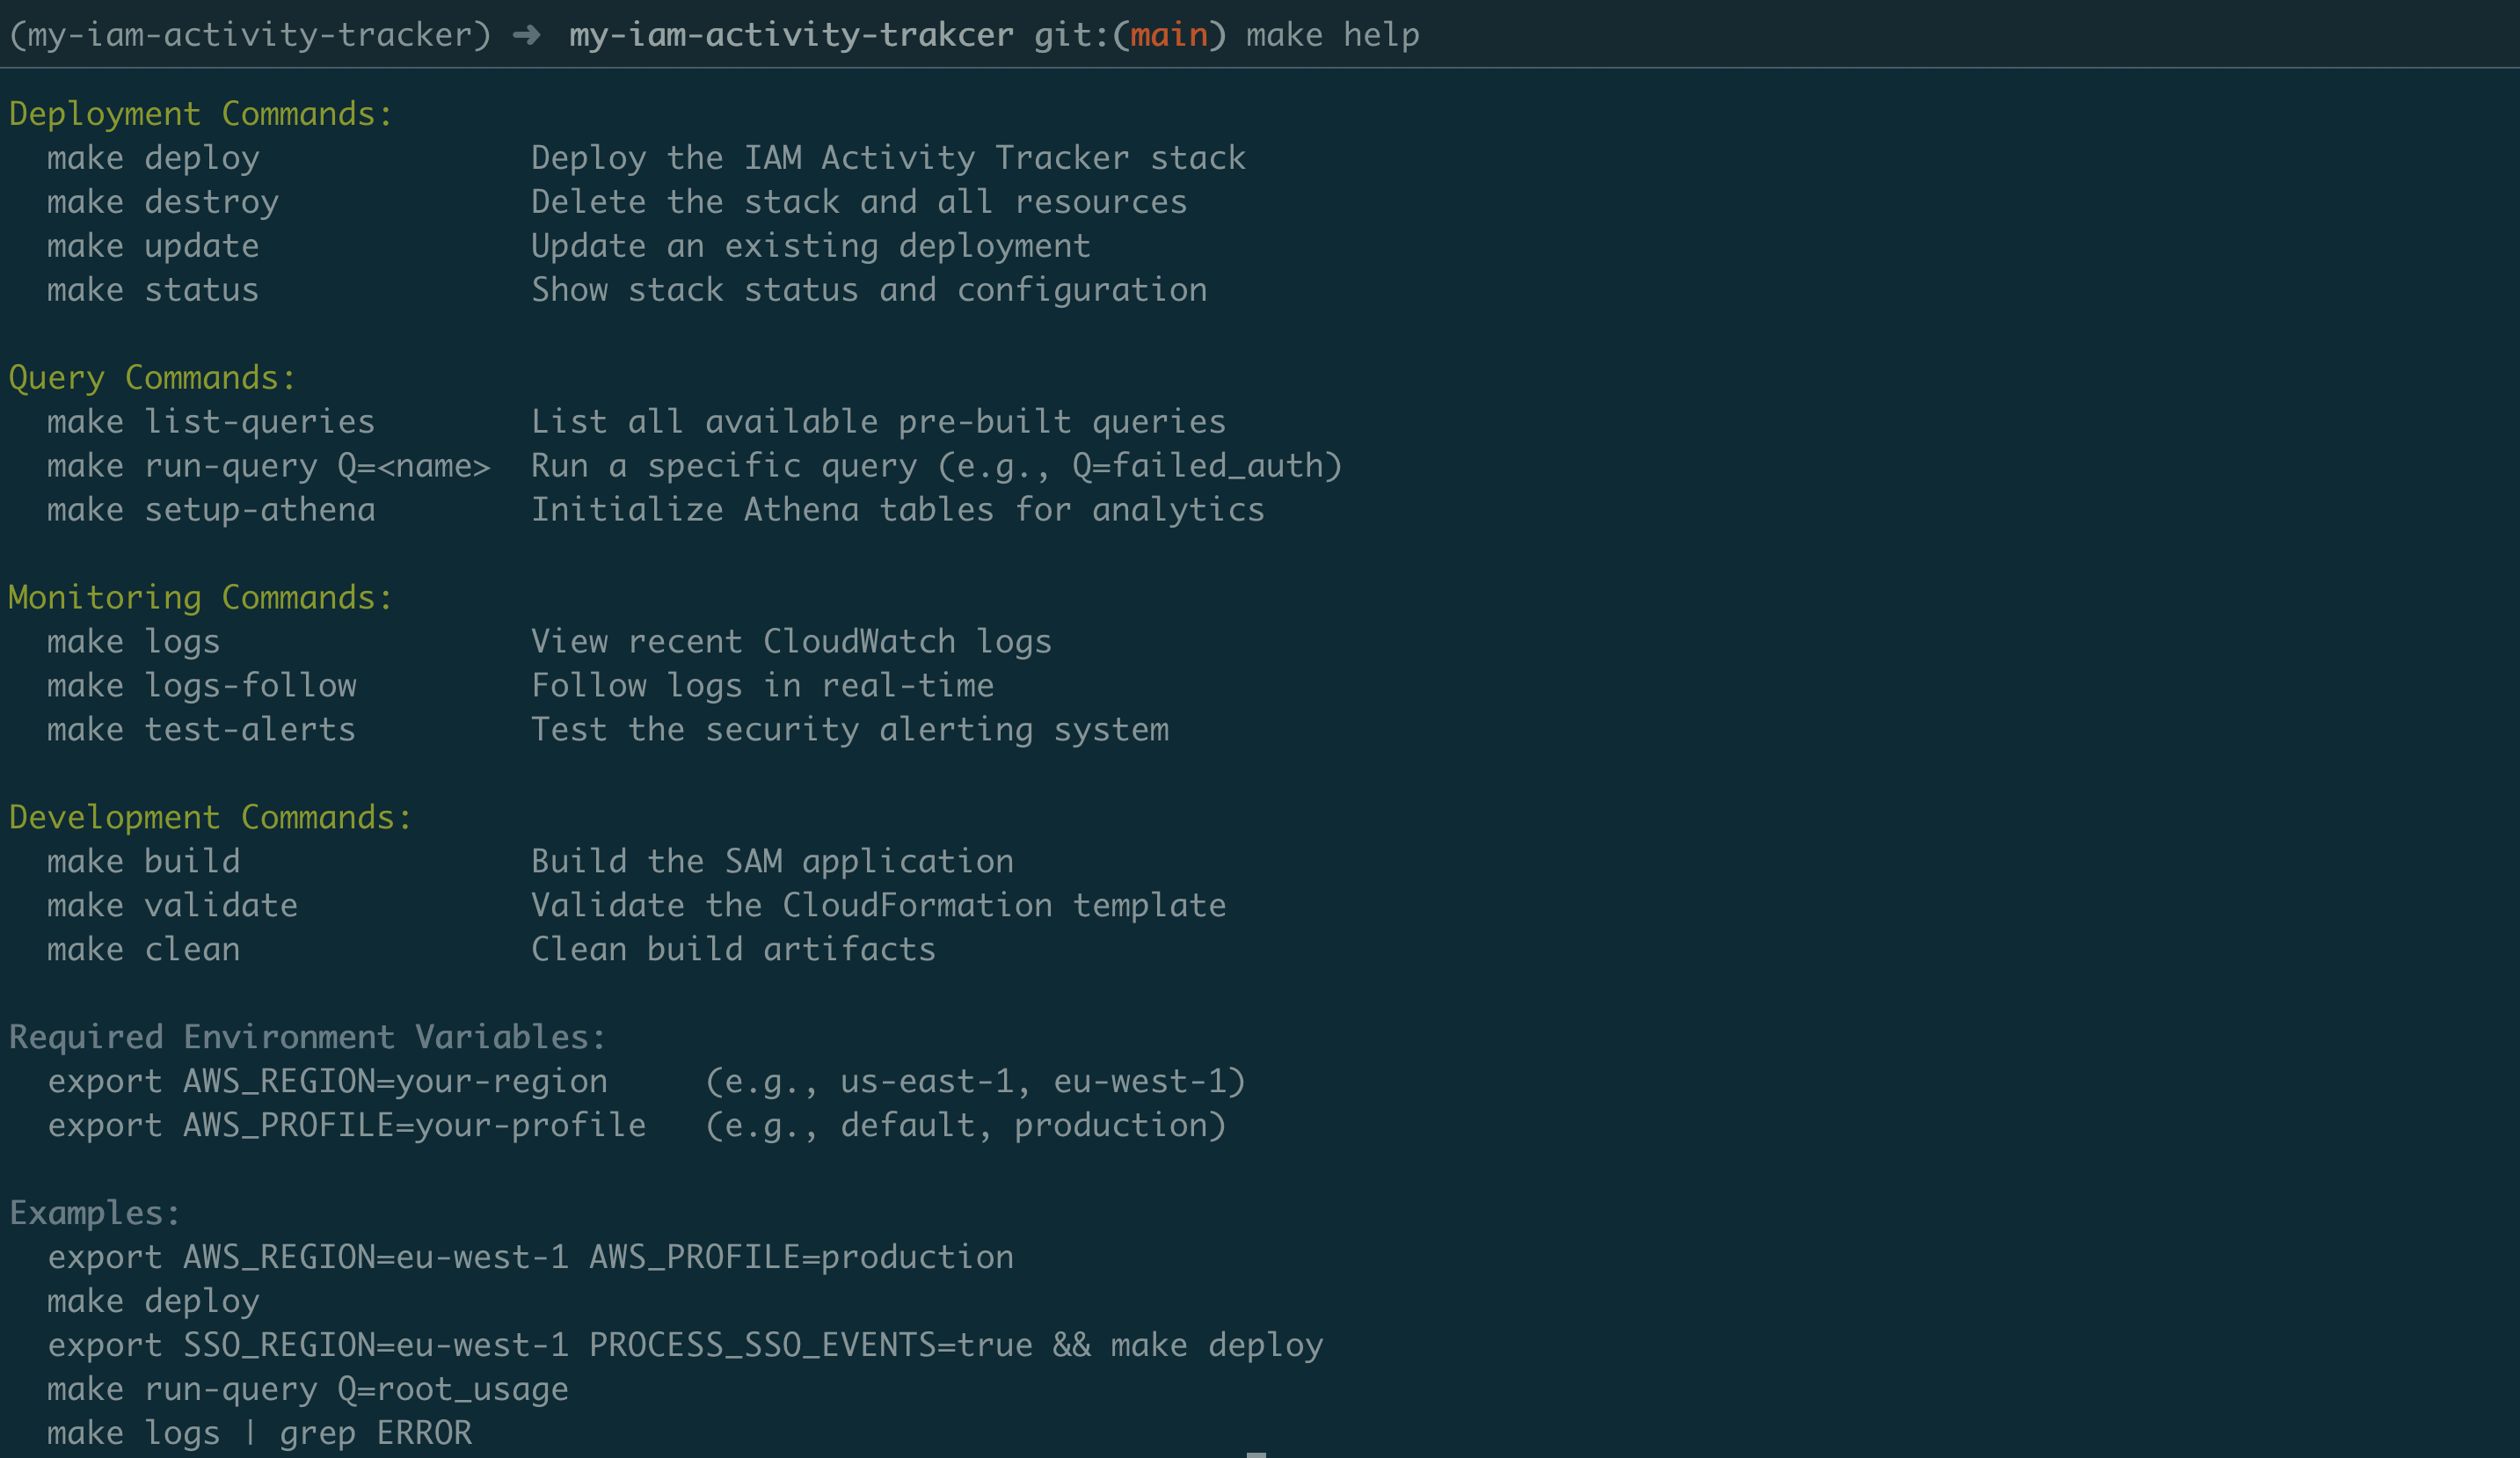 (my-iam-activity-tracker) ➜  my-iam-activity-trakcer git:(main) make help
Deployment Commands:
  make deploy              Deploy the IAM Activity Tracker stack
  make destroy             Delete the stack and all resources
  make update              Update an existing deployment
  make status              Show stack status and configuration

Query Commands:
  make list-queries        List all available pre-built queries
  make run-query Q=<name>  Run a specific query (e.g., Q=failed_auth)
  make setup-athena        Initialize Athena tables for analytics

Monitoring Commands:
  make logs                View recent CloudWatch logs
  make logs-follow         Follow logs in real-time
  make test-alerts         Test the security alerting system

Development Commands:
  make build               Build the SAM application
  make validate            Validate the CloudFormation template
  make clean               Clean build artifacts

Required Environment Variables:
  export AWS_REGION=your-region     (e.g., us-east-1, eu-west-1)
  export AWS_PROFILE=your-profile   (e.g., default, production)

Examples:
  export AWS_REGION=eu-west-1 AWS_PROFILE=production
  make deploy
  export SSO_REGION=eu-west-1 PROCESS_SSO_EVENTS=true && make deploy
  make run-query Q=root_usage
  make logs | grep ERROR